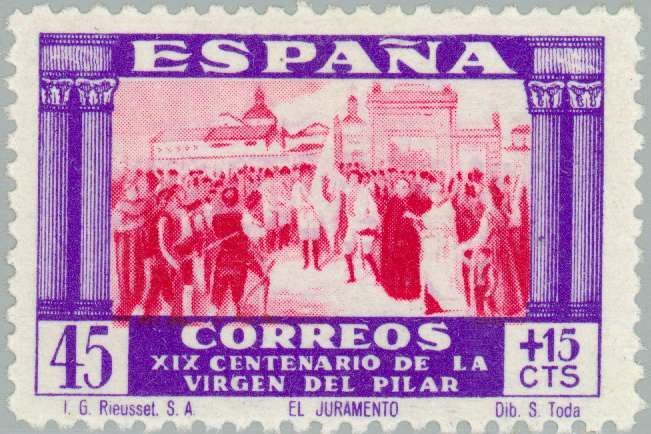 ESPAÑA
45
CORREOS
XIX CENTENARIO DE LA
VIRGEN DEL PILAR
+15
CTS
I. G. Rieusset. S. A.
EL JURAMENTO
Dib. S. Toda